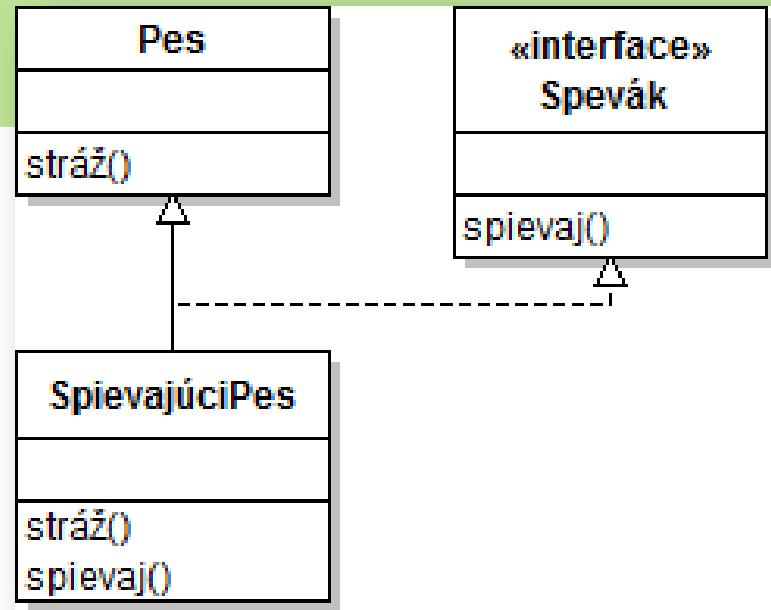 Pes
stráž()
«interface»
Spevák
spievaj()
SpievajúciPes
stráž()
spievaj()